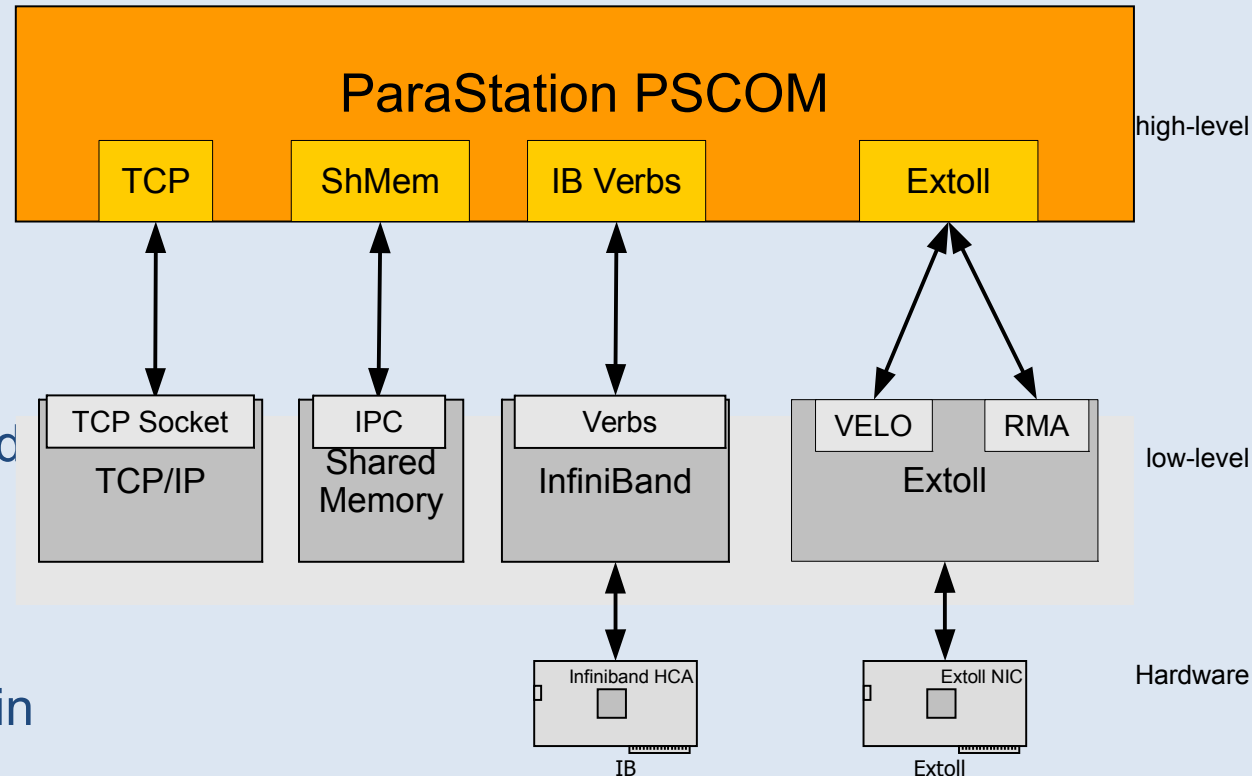 ParaStation PSCOM
high-level
TCP
ShMem
IB Verbs
Extoll
TCP Socket
IPC
Verbs
VELO
RMA
d
TCP/IP
Shared
Memory
InfiniBand
Extoll
low-level
Infiniband HCA
Extoll NIC
Hardware
in
IB
Extoll